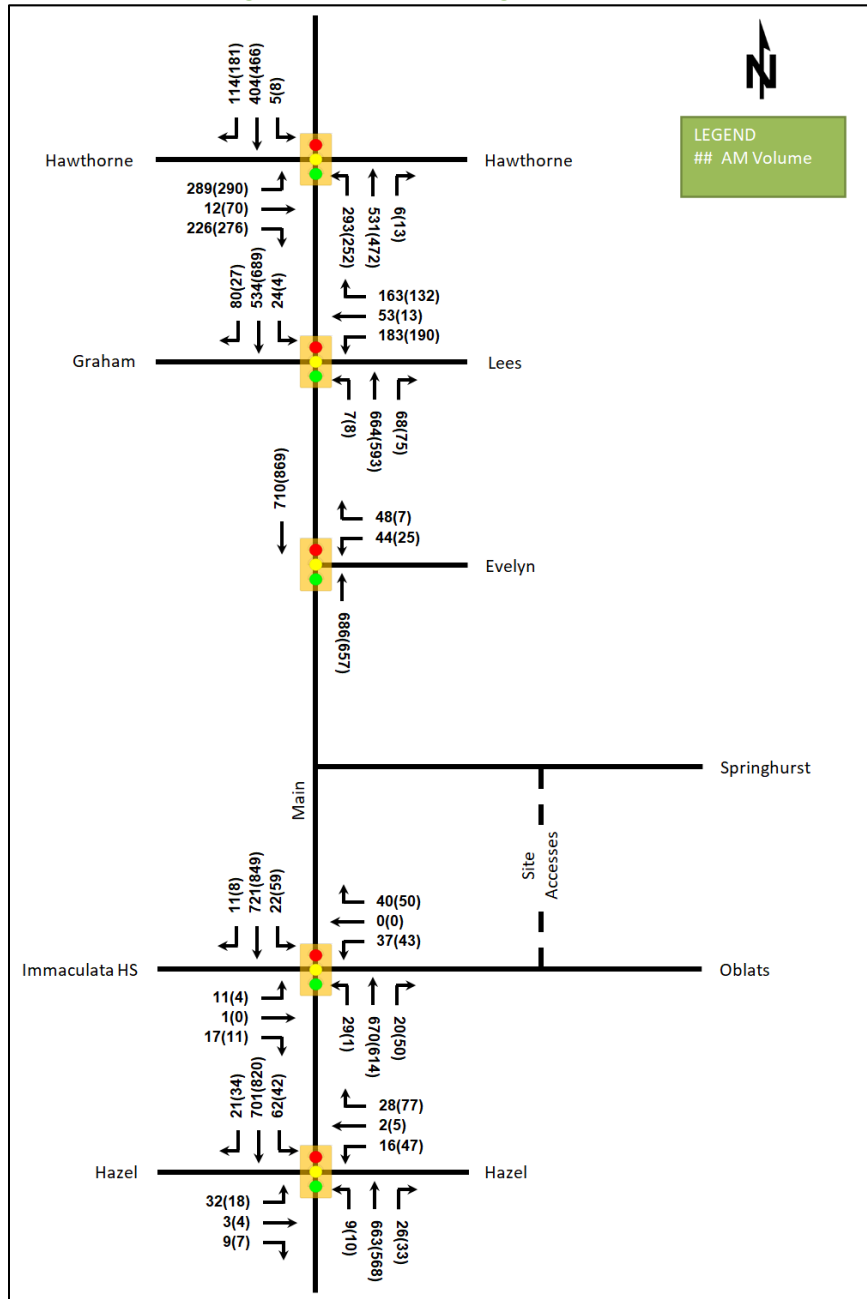 114(181)
404(466)
5(8)
N
LEGEND
## AM Volume
Hawthorne
Hawthorne
289(290)
12(70)
226(276)
293(252)
531(472)
6(13)
80(27)
534(689)
24(4)
163(132)
53(13)
183(190)
Graham
Lees
7(8)
664(593)
68(75)
710(869)
48(7)
44(25)
Evelyn
686(657)
Springhurst
Main
Site
Accesses
11(8)
721(849)
22(59)
40(50)
0(0)
37(43)
Immaculata HS
Oblats
11(4)
1(0)
17(11)
29(1)
670(614)
20(50)
21(34)
701(820)
62(42)
28(77)
2(5)
16(47)
Hazel
Hazel
32(18)
3(4)
9(7)
9(10)
663(568)
26(33)